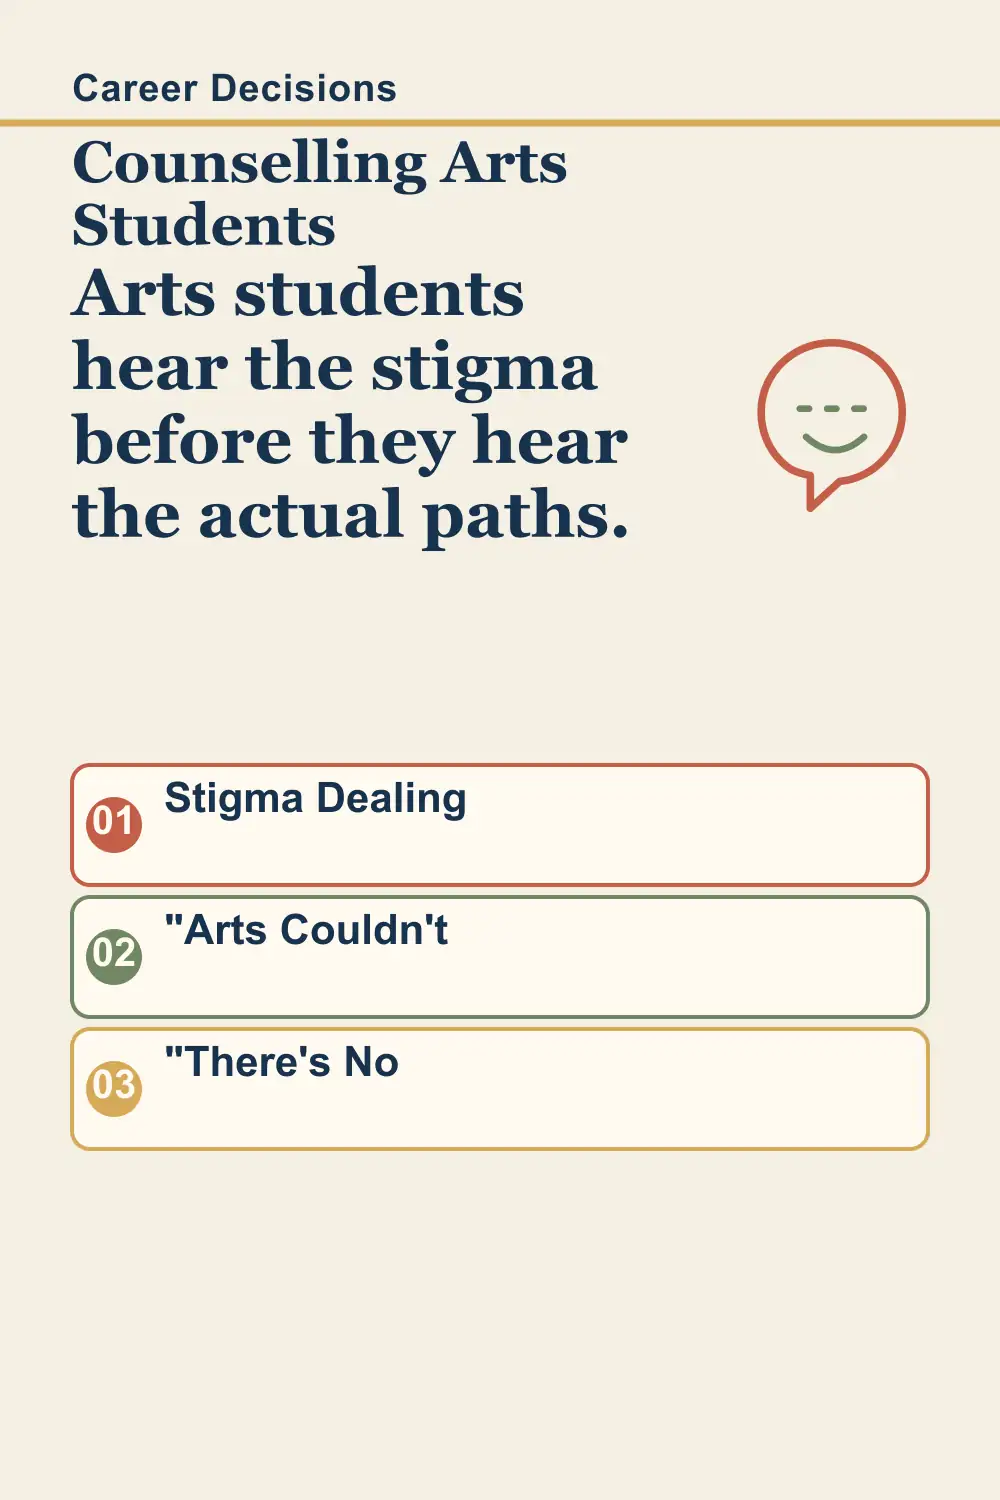 Career Decisions
Counselling Arts
Students
Arts students
hear the stigma
before they hear
the actual paths.
01 Stigma Dealing
02 "Arts Couldn't
03 "There's No